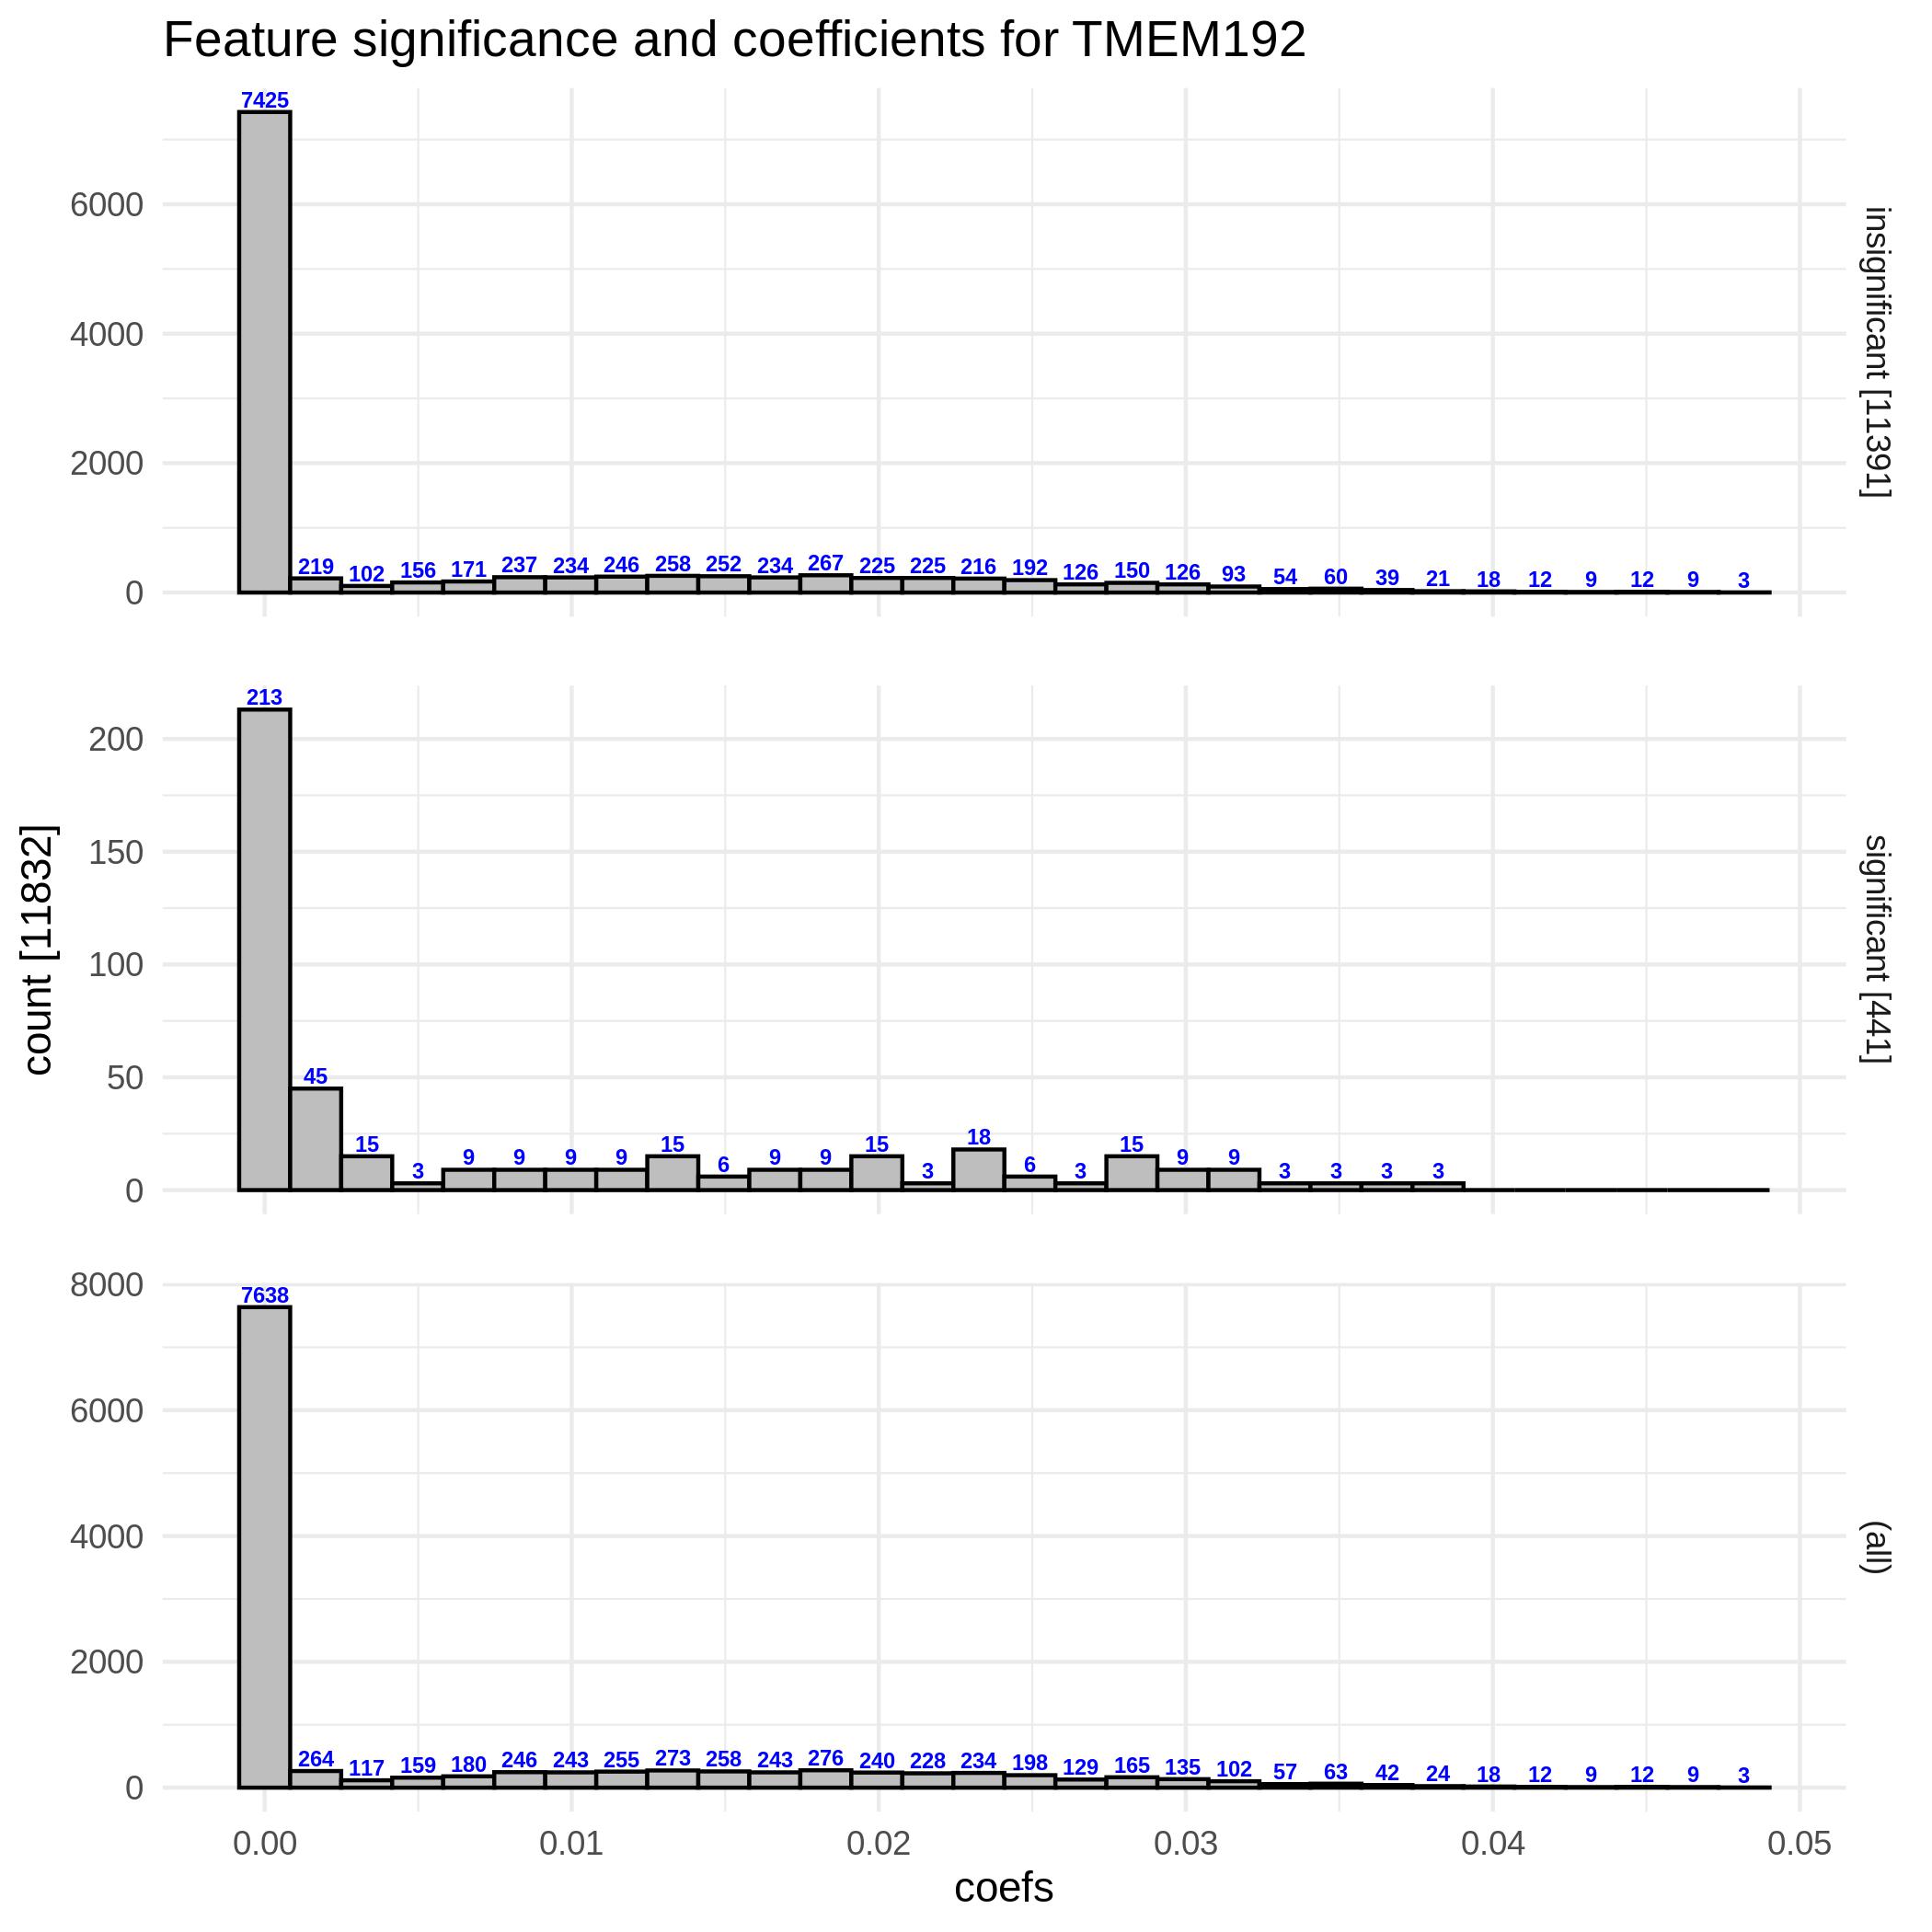 Feature significance and coefficients for TMEM192
7425
6000
4000
2000
0
219 102 156 171 237 234 246 258 252 234 267 225 225 216 192 126 150 126 93 54 60 39 21 18 12 9 12 9 3
insignificant [11391]
213
200
150
100
50
0
45 15 3 9 9 9 9 15 6 9 9 15 3 18 6 3 15 9 9 3 3 3 3
significant [441]
count [11832]
8000
7638
6000
4000
2000
0
264 117 159 180 246 243 255 273 258 243 276 240 228 234 198 129 165 135 102 57 63 42 24 18 12 9 12 9 3
(all)
0.00 0.01 0.02 0.03 0.04 0.05
coefs